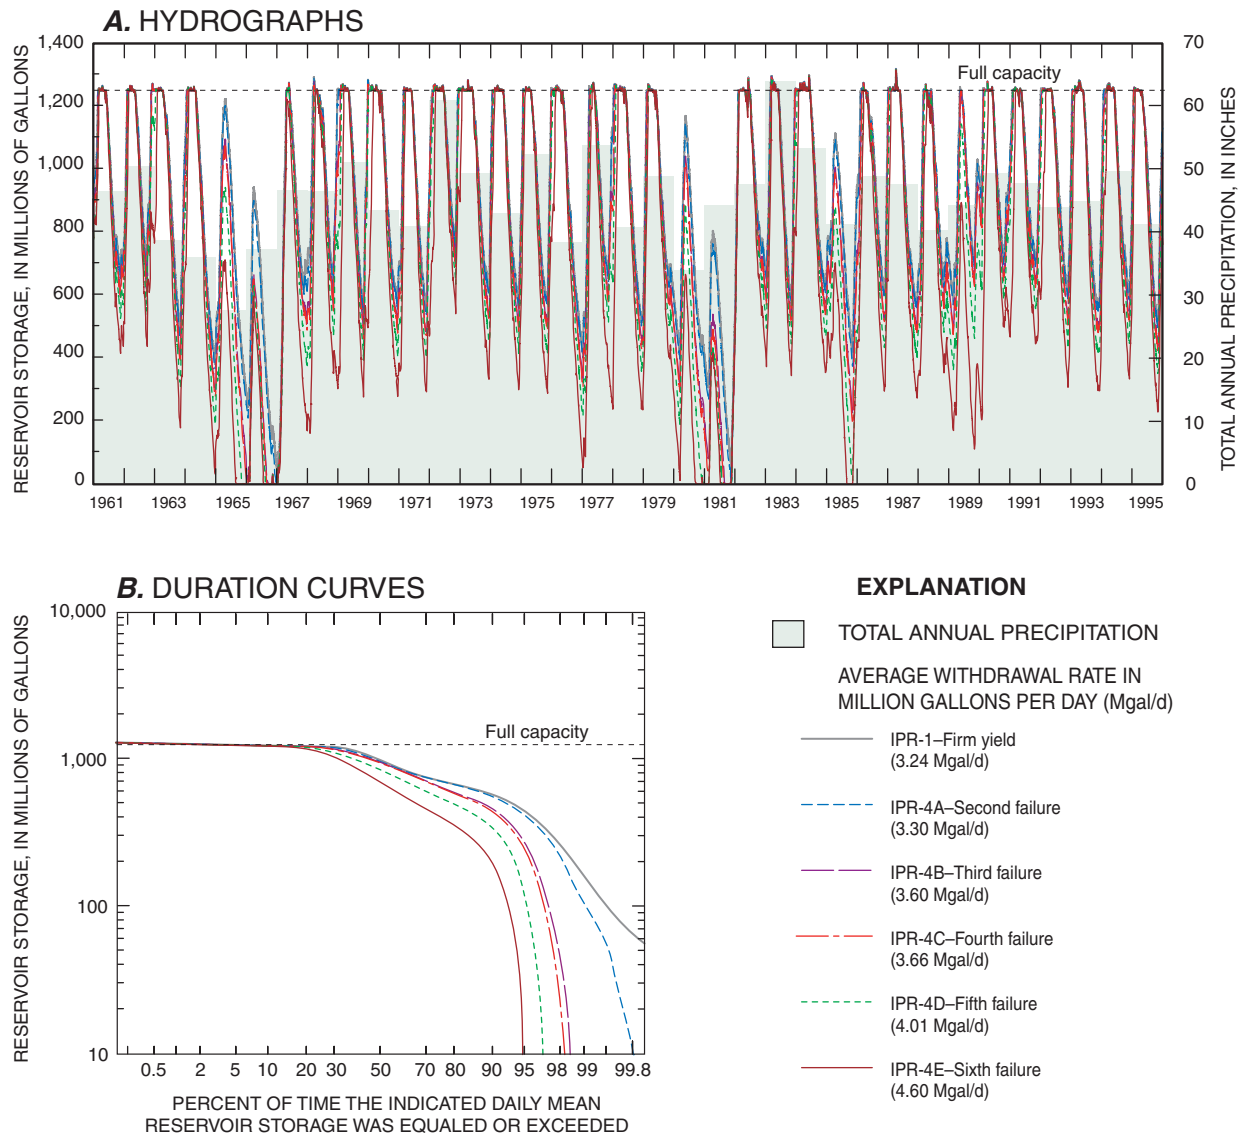 A. HYDROGRAPHS
RESERVOIR STORAGE, IN MILLIONS OF GALLONS
1,400
1,200
1,000
800
600
400
200
0
Full capacity
70
60
50
40
30
20
10
0
TOTAL ANNUAL PRECIPITATION, IN INCHES
1961 1963 1965 1967 1969 1971 1973 1975 1977 1979 1981 1983 1985 1987 1989 1991 1993 1995
B. DURATION CURVES
RESERVOIR STORAGE, IN MILLIONS OF GALLONS
10,000
1,000
100
10
Full capacity
0.5 2 5 10 20 30 50 70 80 90 95 98 99 99.8
PERCENT OF TIME THE INDICATED DAILY MEAN
RESERVOIR STORAGE WAS EQUALED OR EXCEEDED
EXPLANATION
TOTAL ANNUAL PRECIPITATION
AVERAGE WITHDRAWAL RATE IN
MILLION GALLONS PER DAY (Mgal/d)
IPR-1–Firm yield
(3.24 Mgal/d)
IPR-4A–Second failure
(3.30 Mgal/d)
IPR-4B–Third failure
(3.60 Mgal/d)
IPR-4C–Fourth failure
(3.66 Mgal/d)
IPR-4D–Fifth failure
(4.01 Mgal/d)
IPR-4E–Sixth failure
(4.60 Mgal/d)